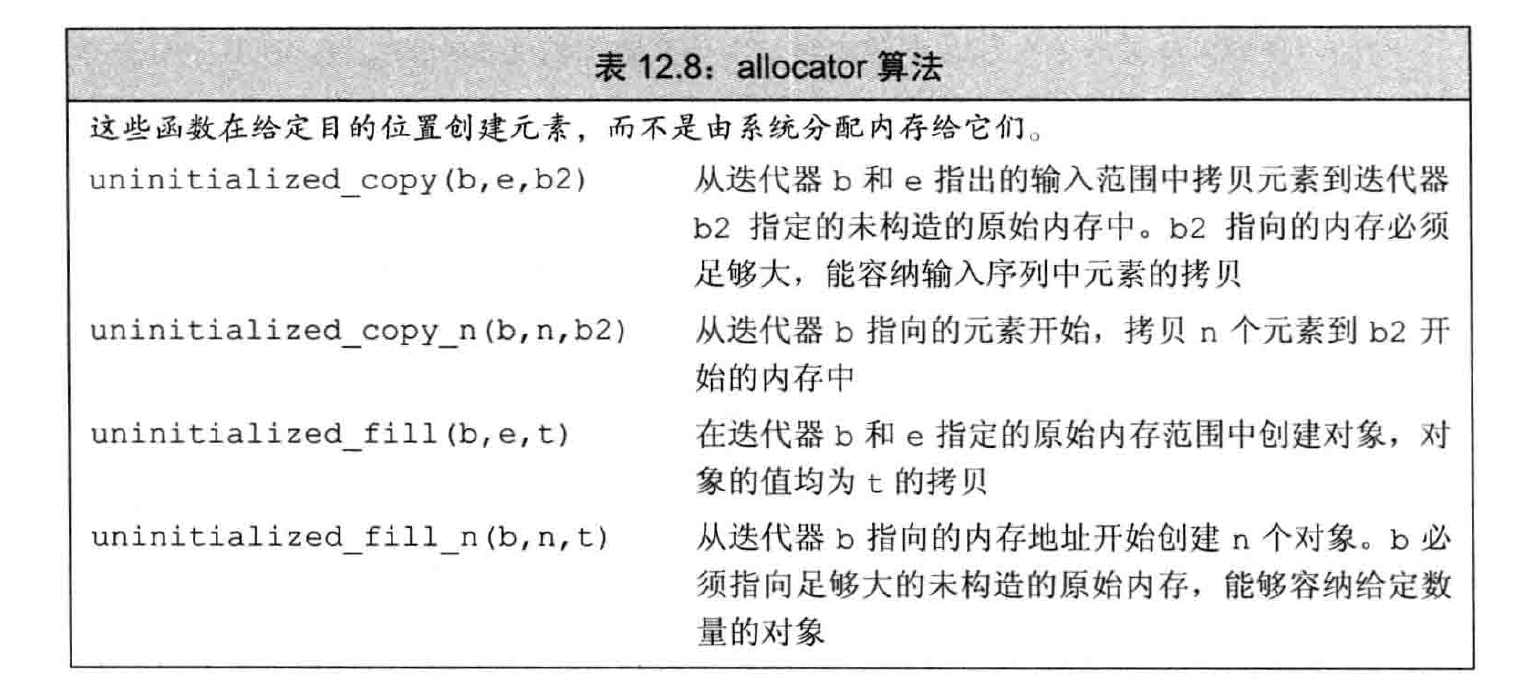 表 12.8：allocator 算法
这些函数在给定目的位置创建元素，而不是由系统分配内存给它们。
uninitialized_copy(b,e,b2) 从迭代器 b 和 e 指出的输入范围中拷贝元素到迭代器
b2 指定的未构造的原始内存中。b2 指向的内存必须
足够大，能容纳输入序列中元素的拷贝
uninitialized_copy_n(b,n,b2) 从迭代器 b 指向的元素开始，拷贝 n 个元素到 b2 开
始的内存中
uninitialized_fill(b,e,t) 在迭代器 b 和 e 指定的原始内存范围中创建对象，对
象的值均为 t 的拷贝
uninitialized_fill_n(b,n,t) 从迭代器 b 指向的内存地址开始创建 n 个对象。b 必
须指向足够大的未构造的原始内存，能够容纳给定数
量的对象